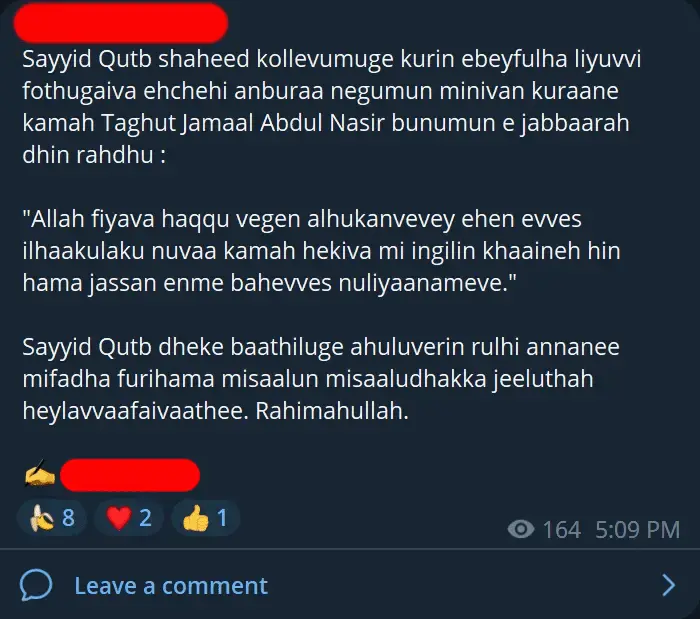 Sayyid Qutb shaheed kollevumuge kurin ebeyfulha liyuvvi
fothugaiva ehchehi anburaa negumun minivan kuraane
kamah Taghut Jamaal Abdul Nasir bunumun e jabbaarah
dhin rahdhu :
"Allah fiyava haqqu vegen alhukanvevey ehen evves
ilhaakulaku nuvaa kamah hekiva mi ingilin khaaineh hin
hama jassan enme bahevves nuliyaanameve."
Sayyid Qutb dheke baathiluge ahuluverin rulhi annanee
mifadha furihama misaalun misaaludhakka jeeluthah
heylavvaafaivaathee. Rahimahullah.
8 2 1
164 5:09 PM
Leave a comment